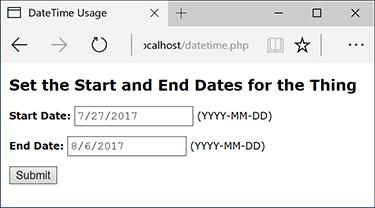 DateTime Usage
ocalhost/datetime.php
Set the Start and End Dates for the Thing
Start Date: 7/27/2017 (YYYY-MM-DD)
End Date: 8/6/2017 (YYYY-MM-DD)
Submit